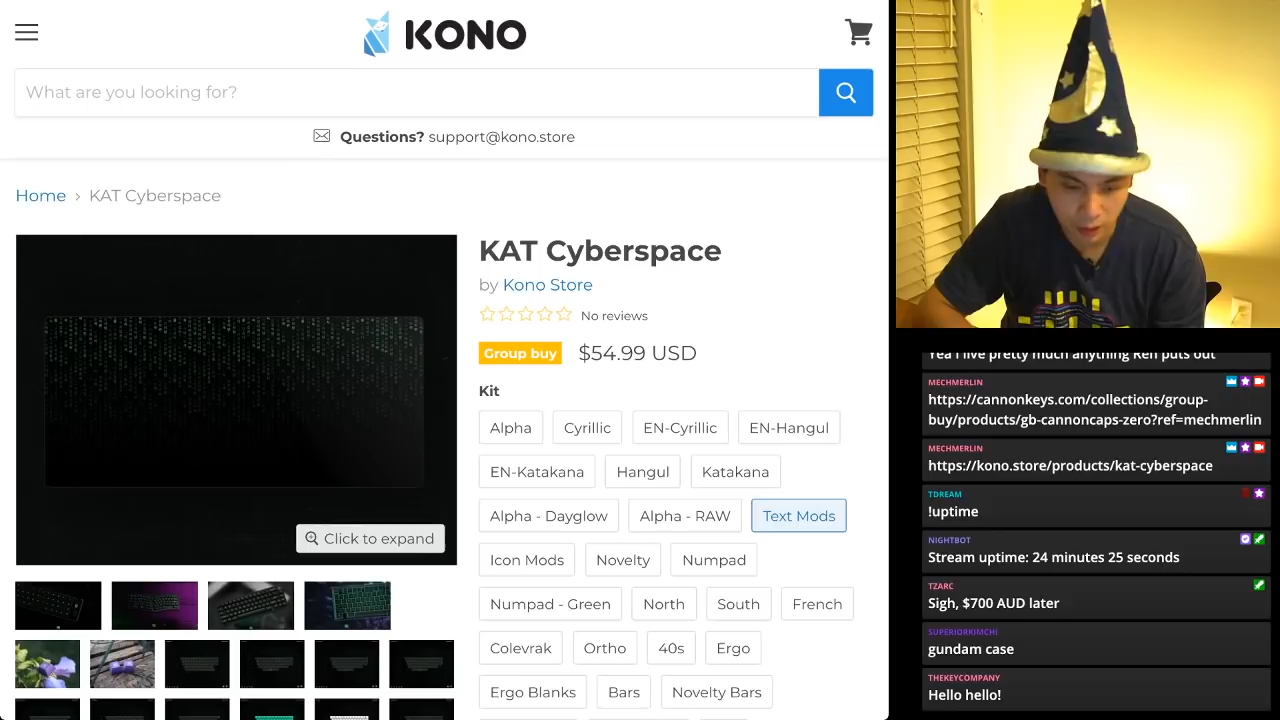 KONO
What are you looking for?
Questions? support@kono.store
Home › KAT Cyberspace
Click to expand
KAT Cyberspace
by Kono Store
No reviews
Group buy $54.99 USD
Kit
Alpha Cyrillic EN-Cyrillic EN-Hangul
EN-Katakana Hangul Katakana
Alpha - Dayglow Alpha - RAW Text Mods
Icon Mods Novelty Numpad
Numpad - Green North South French
Colevrak Ortho 40s Ergo
Ergo Blanks Bars Novelty Bars
Yea I live pretty much anything Ren puts out
MECHMERLIN
https://cannonkeys.com/collections/group-
buy/products/gb-cannoncaps-zero?ref=mechmerlin
MECHMERLIN
https://kono.store/products/kat-cyberspace
TDREAM
!uptime
NIGHTBOT
Stream uptime: 24 minutes 25 seconds
TZARC
Sigh, $700 AUD later
SUPERIORKIMCHI
gundam case
THEKEYCOMPANY
Hello hello!